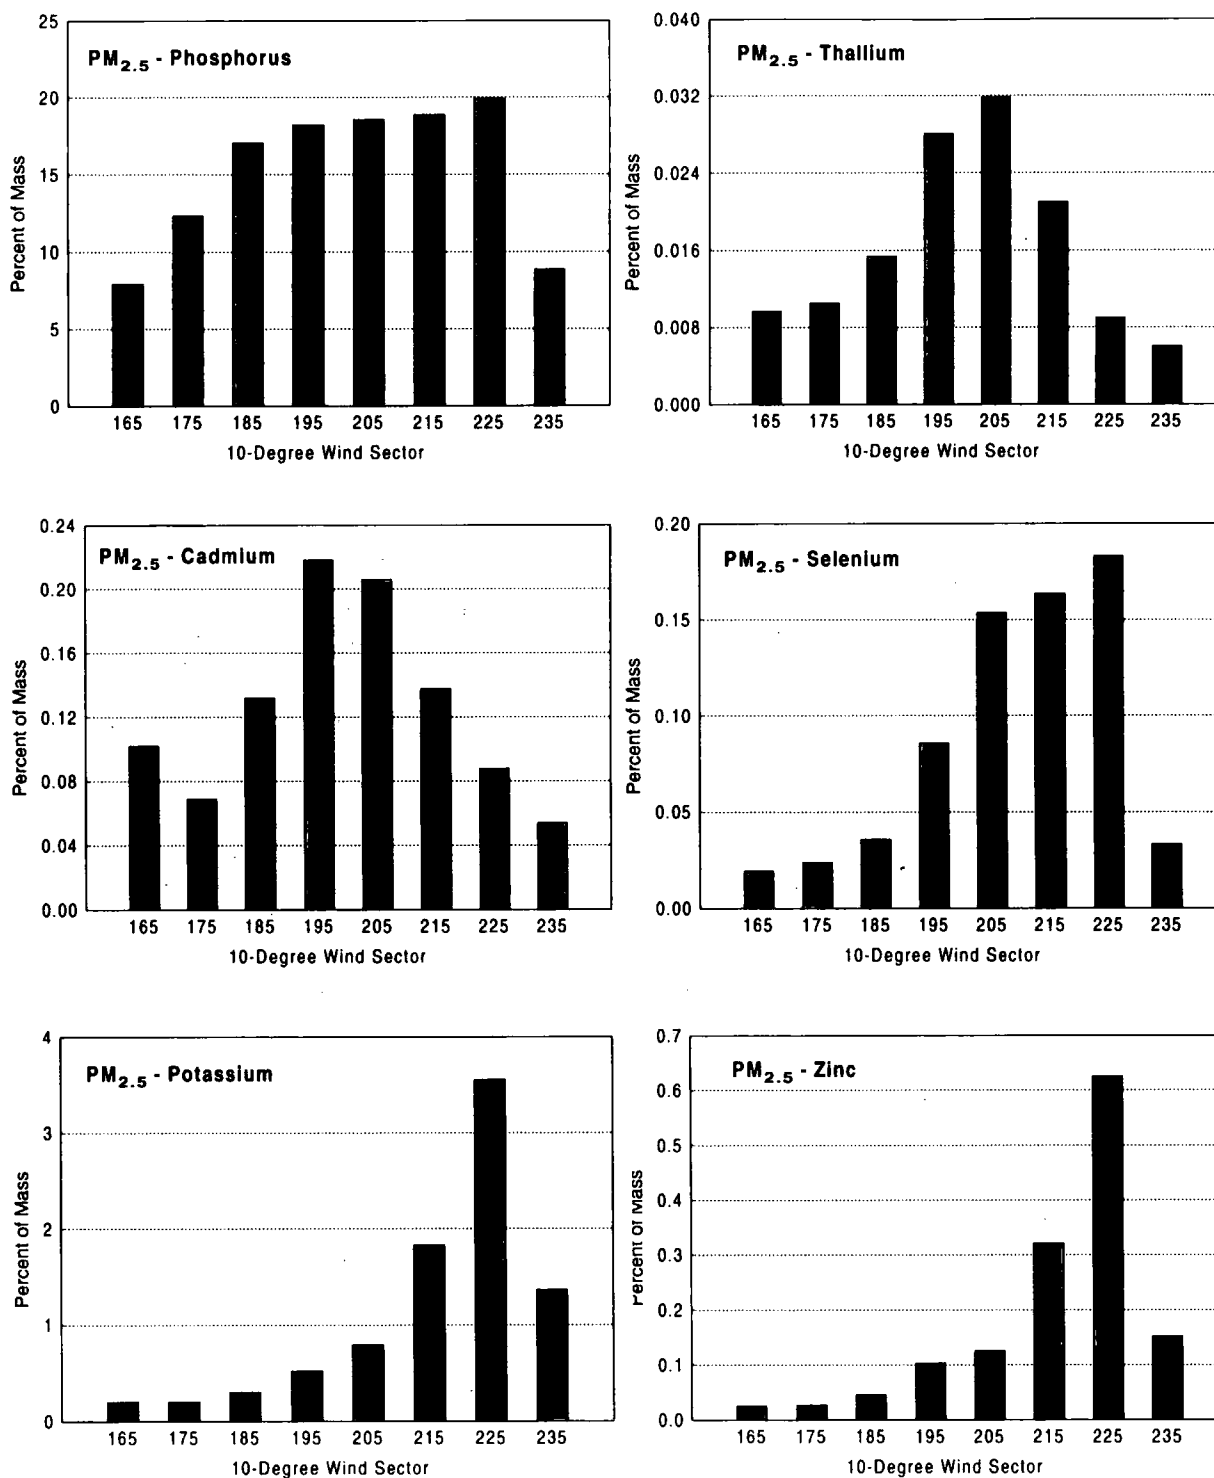 PM2.5 - Phosphorus
Percent of Mass
25
20
15
10
5
0
165 175 185 195 205 215 225 235
10-Degree Wind Sector
PM2.5 - Thallium
Percent of Mass
0.040
0.032
0.024
0.016
0.008
0.000
165 175 185 195 205 215 225 235
10-Degree Wind Sector
PM2.5 - Cadmium
Percent of Mass
0.24
0.20
0.16
0.12
0.08
0.04
0.00
165 175 185 195 205 215 225 235
10-Degree Wind Sector
PM2.5 - Selenium
Percent of Mass
0.20
0.15
0.10
0.05
0.00
165 175 185 195 205 215 225 235
10-Degree Wind Sector
PM2.5 - Potassium
Percent of Mass
4
3
2
1
0
165 175 185 195 205 215 225 235
10-Degree Wind Sector
PM2.5 - Zinc
Percent of Mass
0.7
0.6
0.5
0.4
0.3
0.2
0.1
0.0
165 175 185 195 205 215 225 235
10-Degree Wind Sector